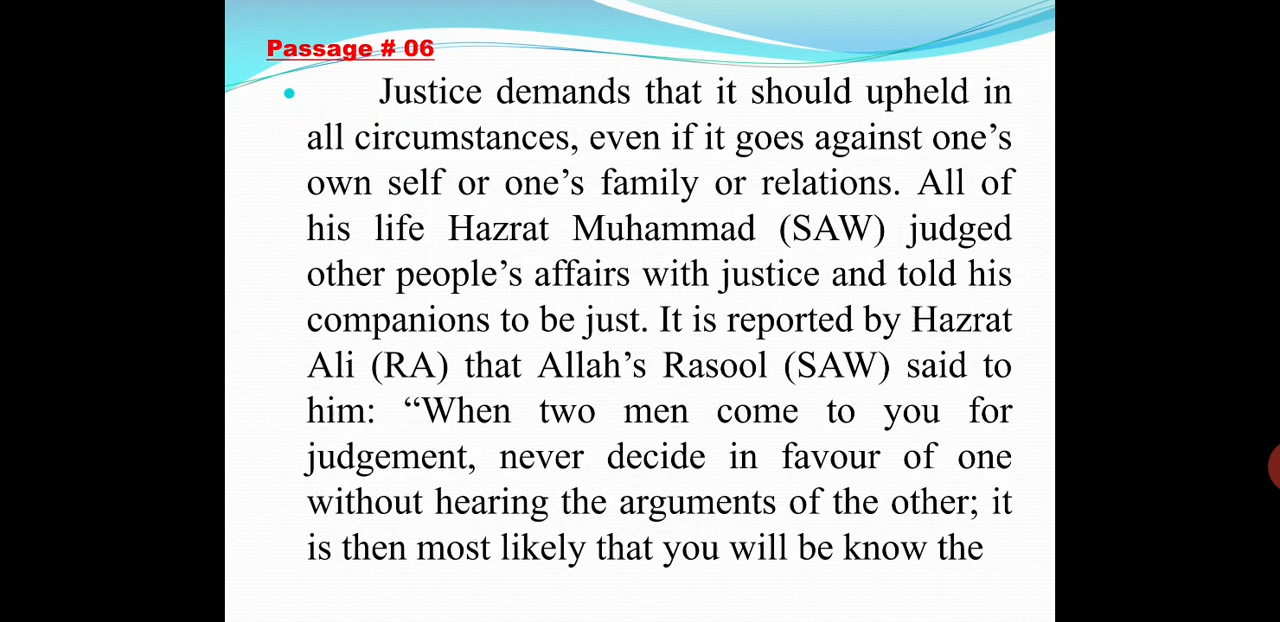 Passage # 06
• Justice demands that it should upheld in
all circumstances, even if it goes against one’s
own self or one’s family or relations. All of
his life Hazrat Muhammad (SAW) judged
other people’s affairs with justice and told his
companions to be just. It is reported by Hazrat
Ali (RA) that Allah’s Rasool (SAW) said to
him: “When two men come to you for
judgement, never decide in favour of one
without hearing the arguments of the other; it
is then most likely that you will be know the